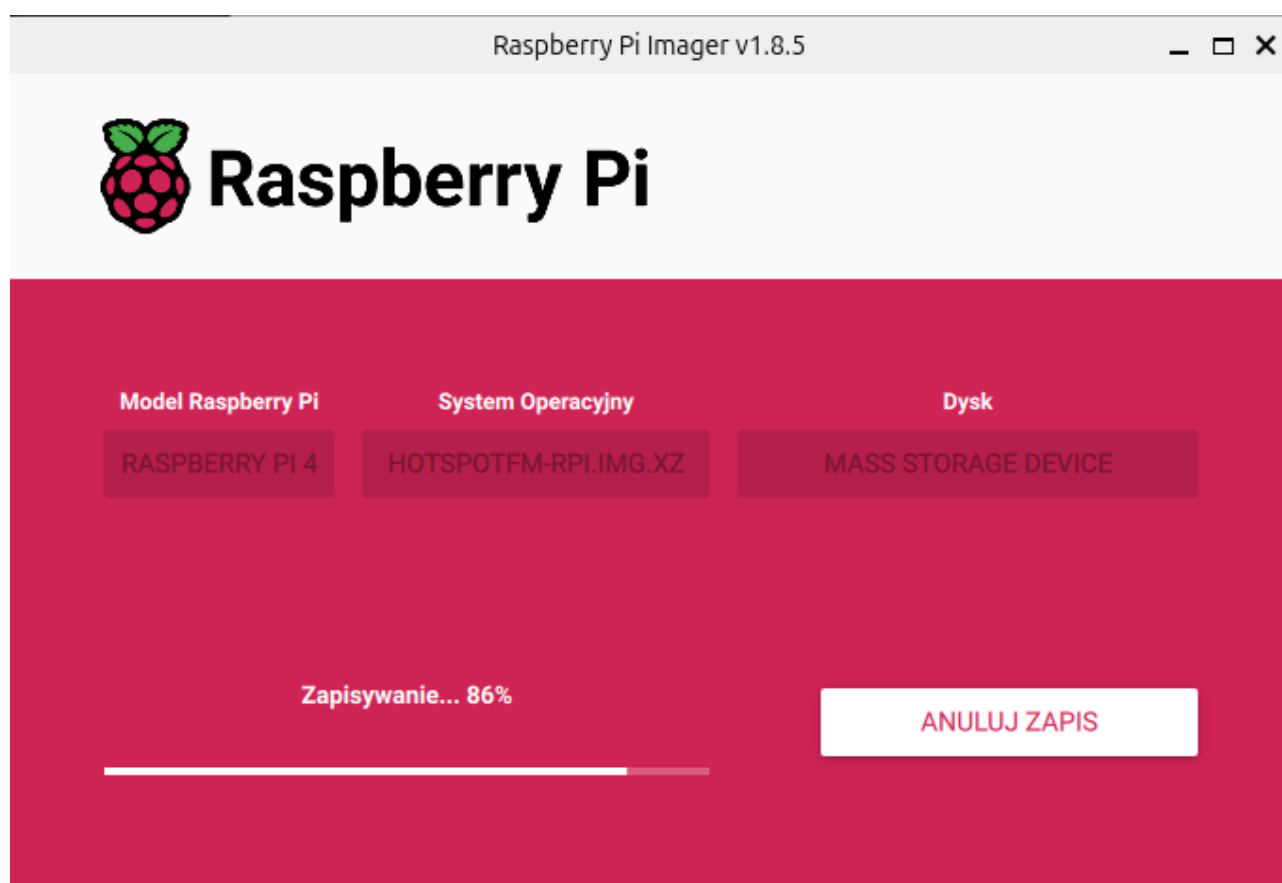 Raspberry Pi Imager v1.8.5
Raspberry Pi
Model Raspberry Pi
System Operacyjny
Dysk
RASPBERRY PI 4
HOTSPOTFM-RPI.IMG.XZ
MASS STORAGE DEVICE
Zapisywanie... 86%
ANULUJ ZAPIS